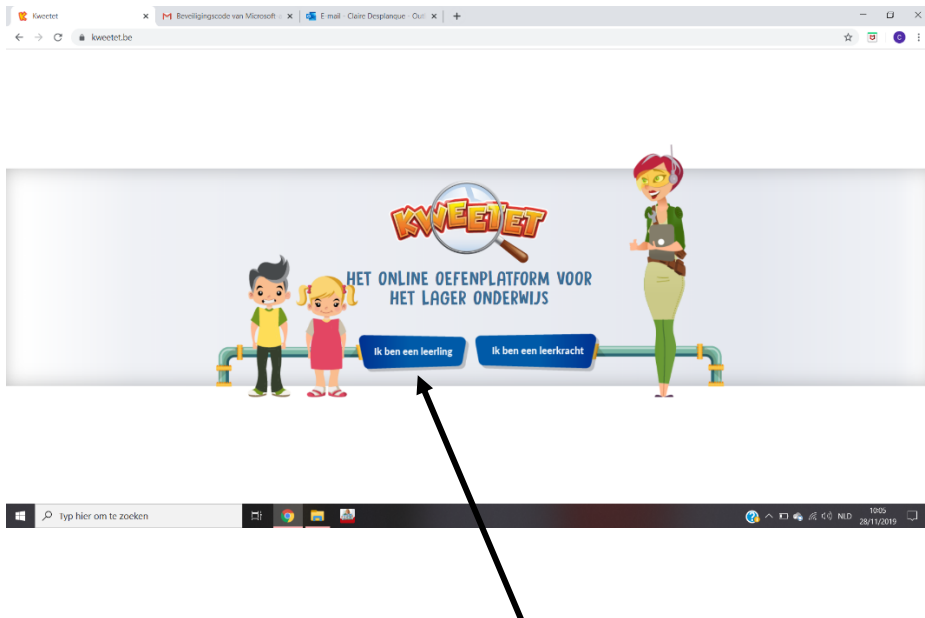 Kweetet
Beveiligingscode van Microsoft
E-mail - Claire Desplanque - Out
kweetet.be
C
KWEETET
HET ONLINE OEFENPLATFORM VOOR
HET LAGER ONDERWIJS
Ik ben een leerling
Ik ben een leerkracht
Typ hier om te zoeken
NLD
10:05
28/11/2019